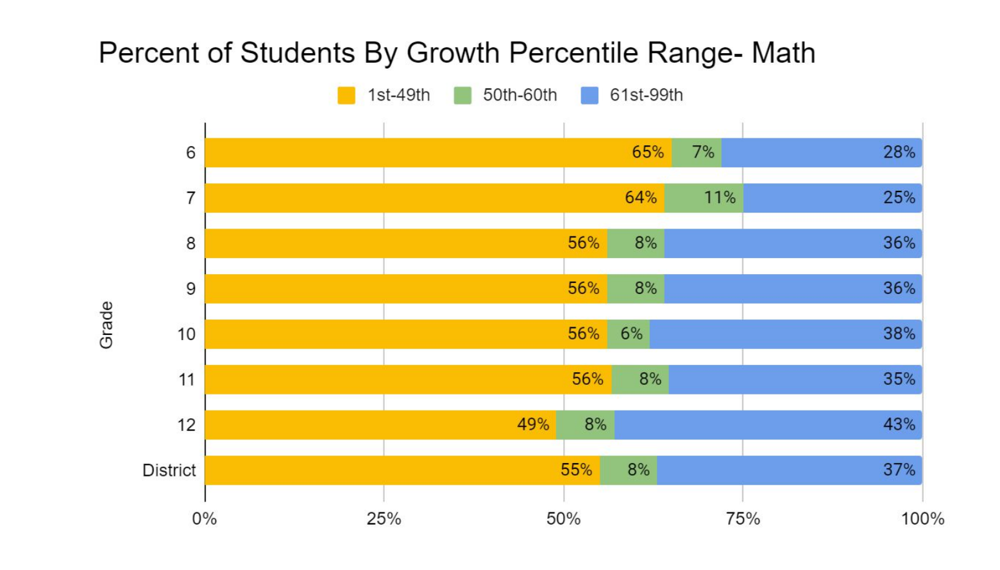 Percent of Students By Growth Percentile Range- Math
1st-49th 50th-60th 61st-99th
Grade
6 65% 7% 28%
7 64% 11% 25%
8 56% 8% 36%
9 56% 8% 36%
10 56% 6% 38%
11 56% 8% 35%
12 49% 8% 43%
District 55% 8% 37%
0% 25% 50% 75% 100%